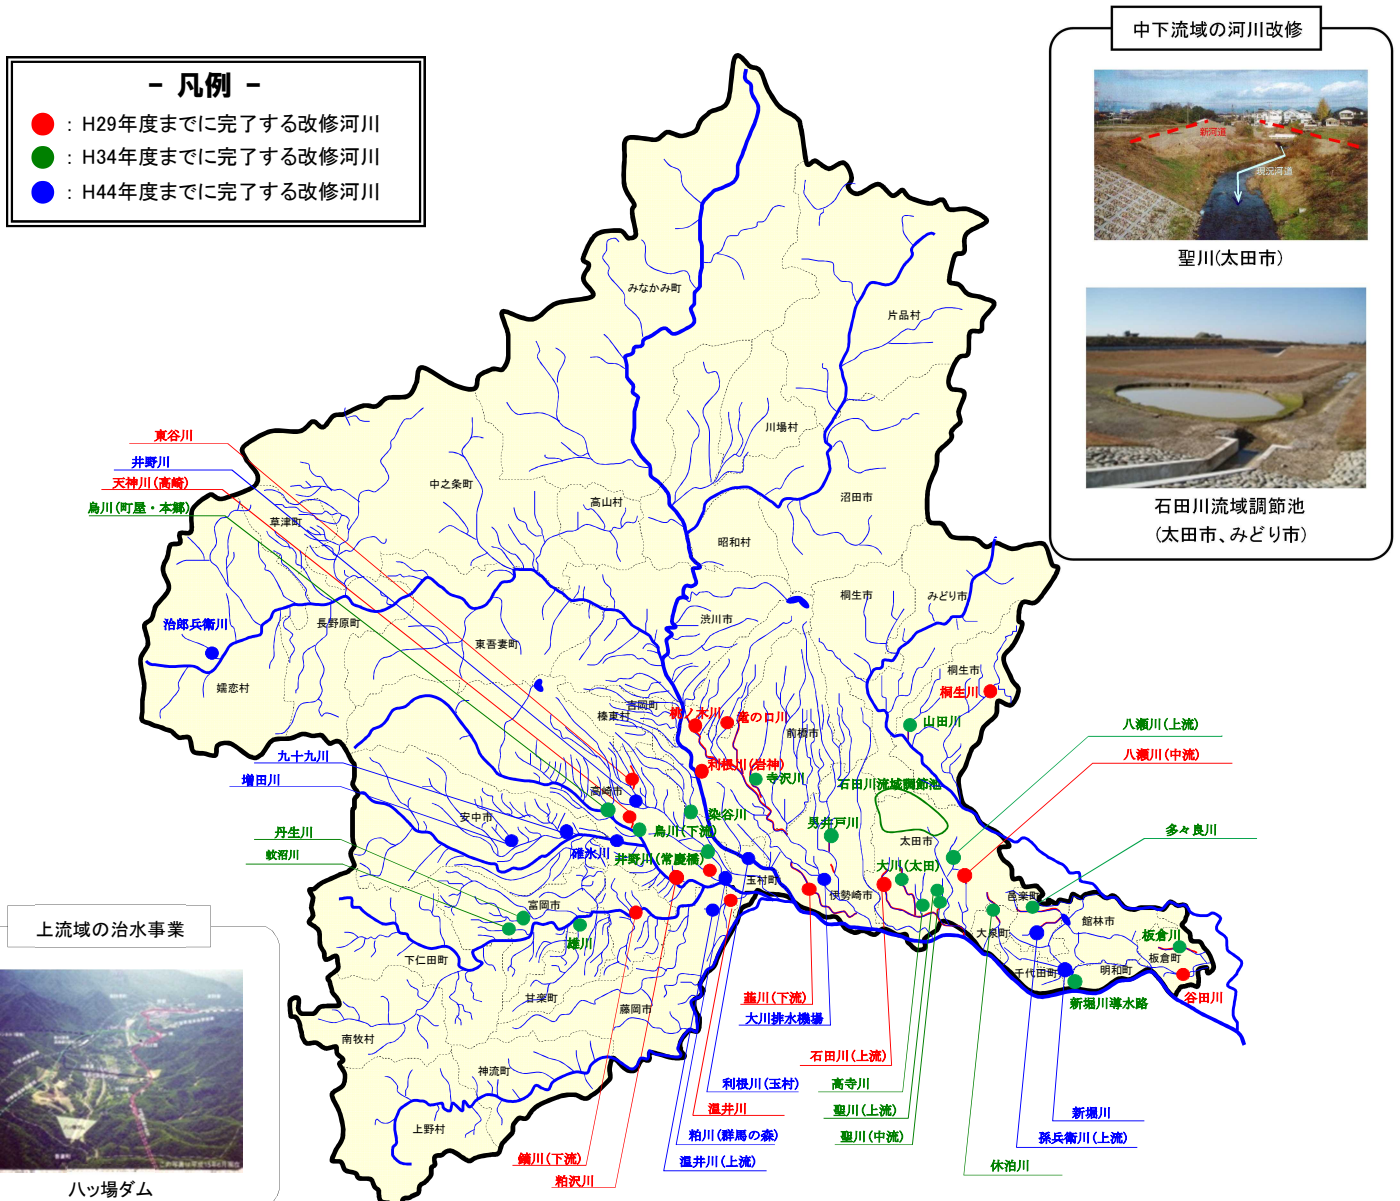 - 凡例 -
● : H29年度までに完了する改修河川
● : H34年度までに完了する改修河川
● : H44年度までに完了する改修河川
中下流域の河川改修
新河道
現況河道
聖川(太田市)
石田川流域調節池
(太田市、みどり市)
みなかみ町
片品村
川場村
東谷川
井野川
天神川(高崎)
烏川(町屋・本郷)
中之条町
高山村
沼田市
草津町
昭和村
桐生市
みどり市
治郎兵衛川
長野原町
渋川市
東吾妻町
嬬恋村
桐生市
桐生川
吉岡町
榛東村
桃ノ木川
竜の口川
前橋市
山田川
八瀬川(上流)
九十九川
増田川
利根川(岩神)
寺沢川
石田川流域調節池
八瀬川(中流)
高崎市
安中市
染谷川
烏川(下流)
男井戸川
太田市
多々良川
丹生川
蚊沼川
碓氷川
井野川(常慶橋)
大川(太田)
玉村町
伊勢崎市
邑楽町
館林市
富岡市
雄川
大泉町
板倉川
板倉町
上流域の治水事業
下仁田町
甘楽町
藤岡市
千代田町
明和町
新堀川導水路
谷田川
韮川(下流)
大川排水機場
南牧村
神流町
石田川(上流)
利根川(玉村)
高寺川
温井川
聖川(上流)
新堀川
上野村
粕川(群馬の森)
聖川(中流)
孫兵衛川(上流)
鏑川(下流)
温井川(上流)
休泊川
粕沢川
八ッ場ダム